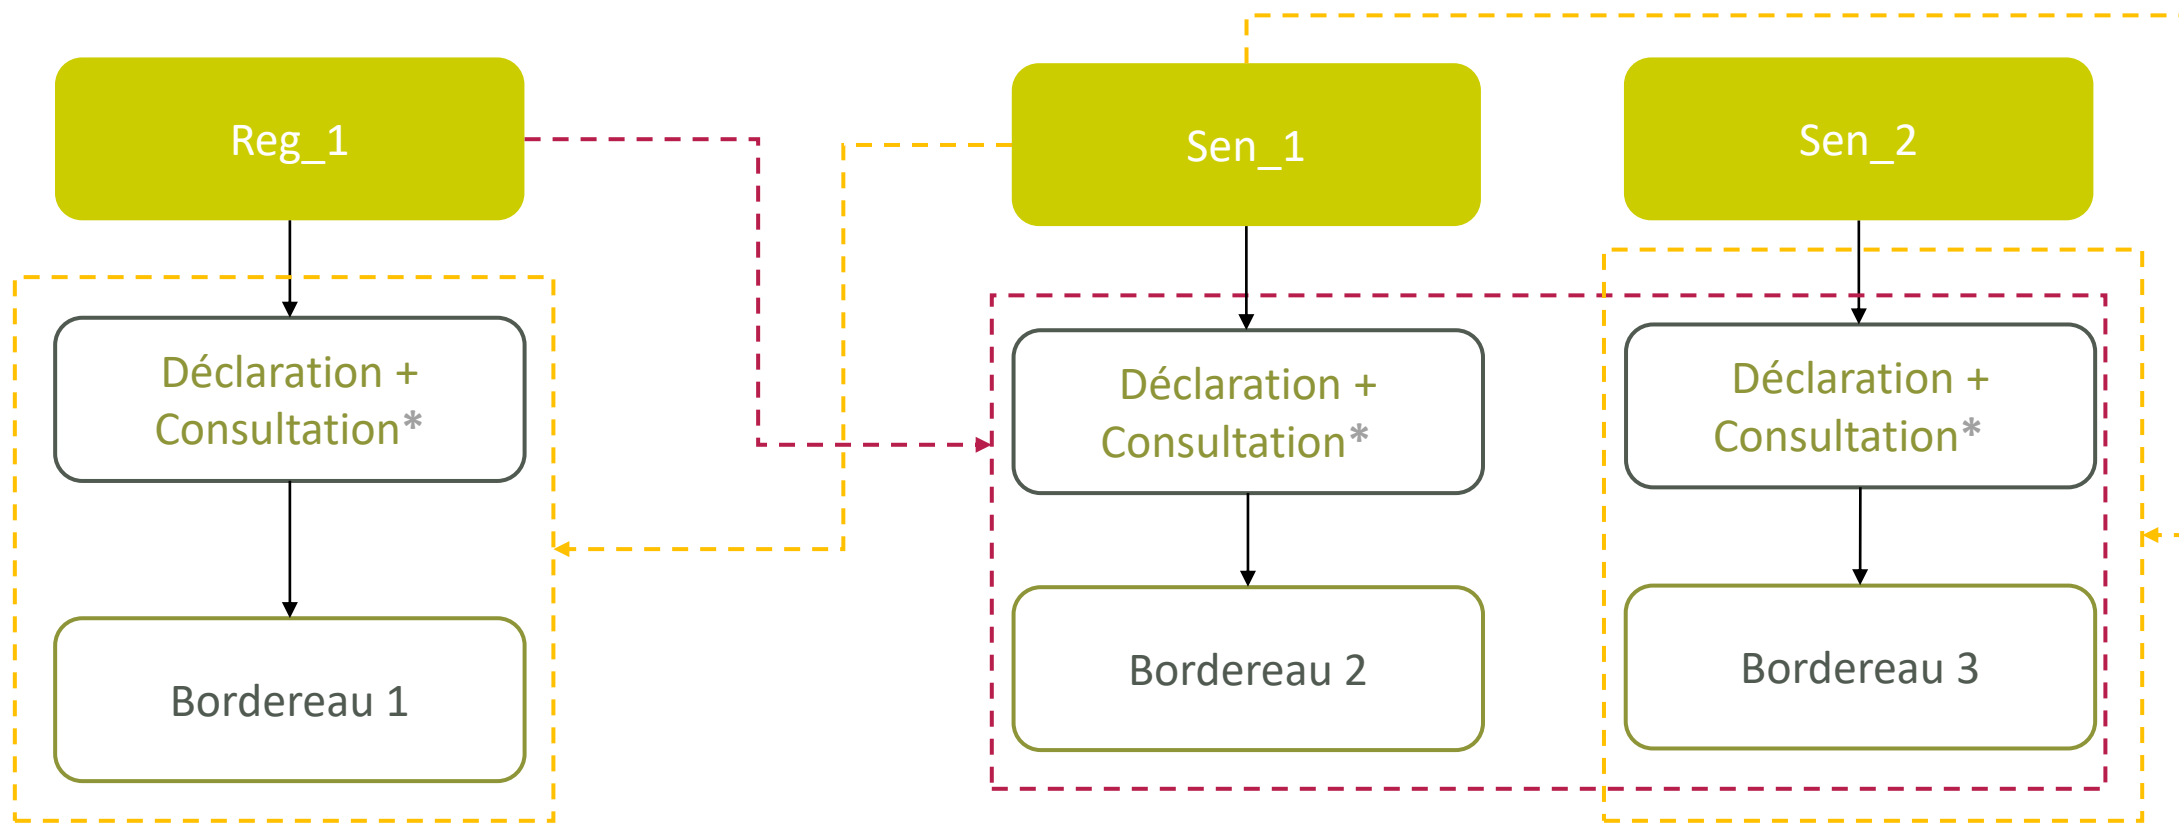 Reg_1
Sen_1
Sen_2
Déclaration +
Consultation*
Déclaration +
Consultation*
Déclaration +
Consultation*
Bordereau 1
Bordereau 2
Bordereau 3